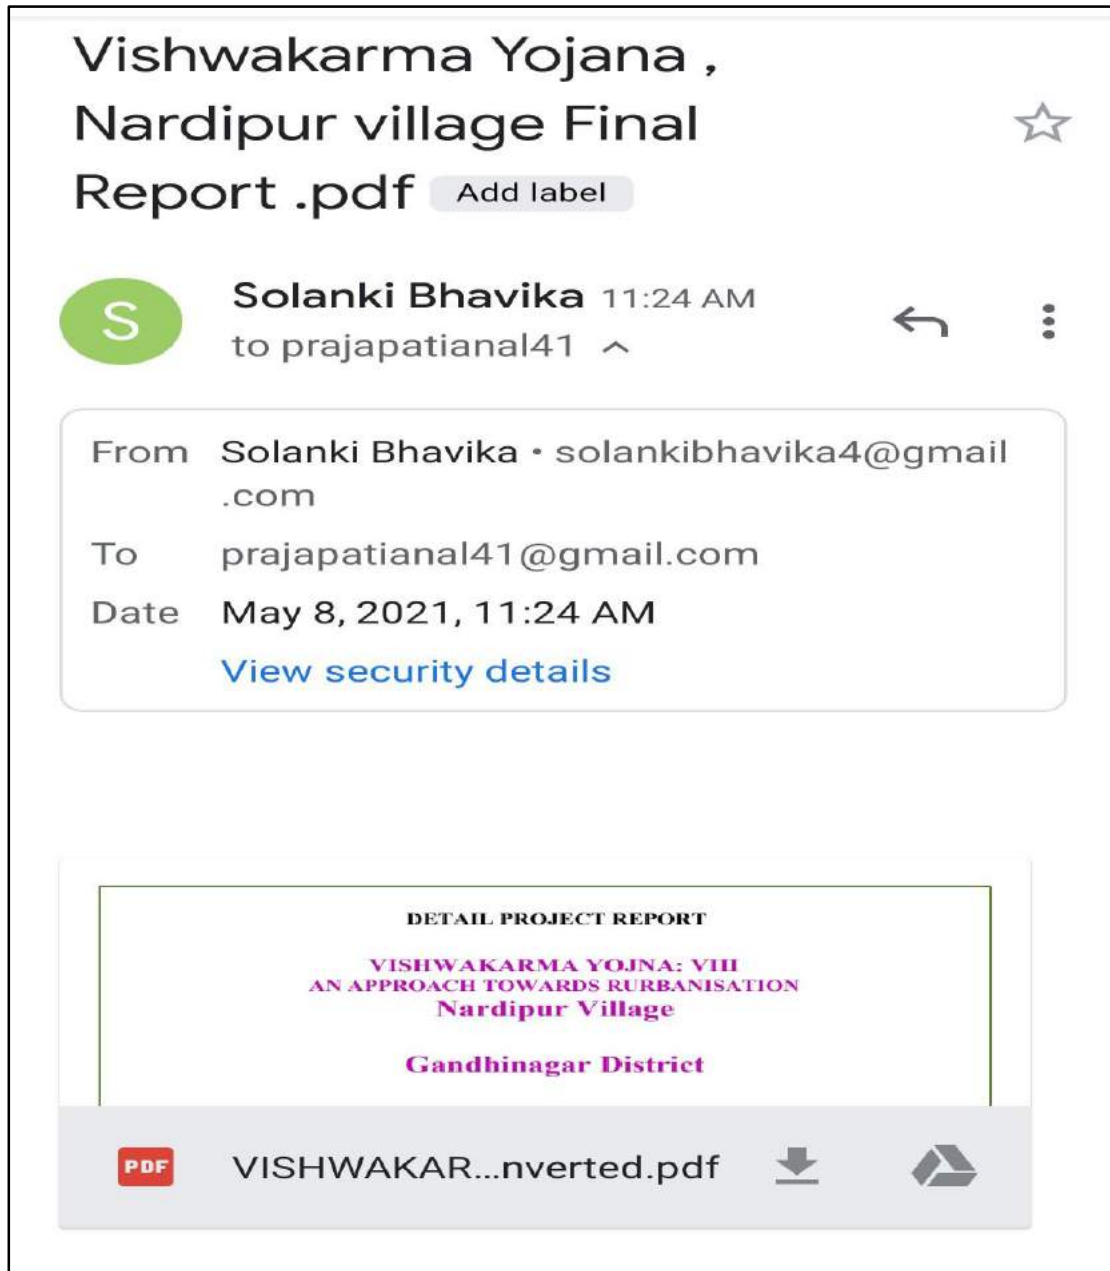 Vishwakarma Yojana ,
Nardipur village Final
Report .pdf Add label
S
Solanki Bhavika 11:24 AM
to prajapatianal41
From Solanki Bhavika • solankibhavika4@gmail
.com
To prajapatianal41@gmail.com
Date May 8, 2021, 11:24 AM
View security details
DETAIL PROJECT REPORT
VISHWAKARMA YOJNA: VIII
AN APPROACH TOWARDS RURBANISATION
Nardipur Village
Gandhinagar District
PDF VISHWAKAR...nverted.pdf